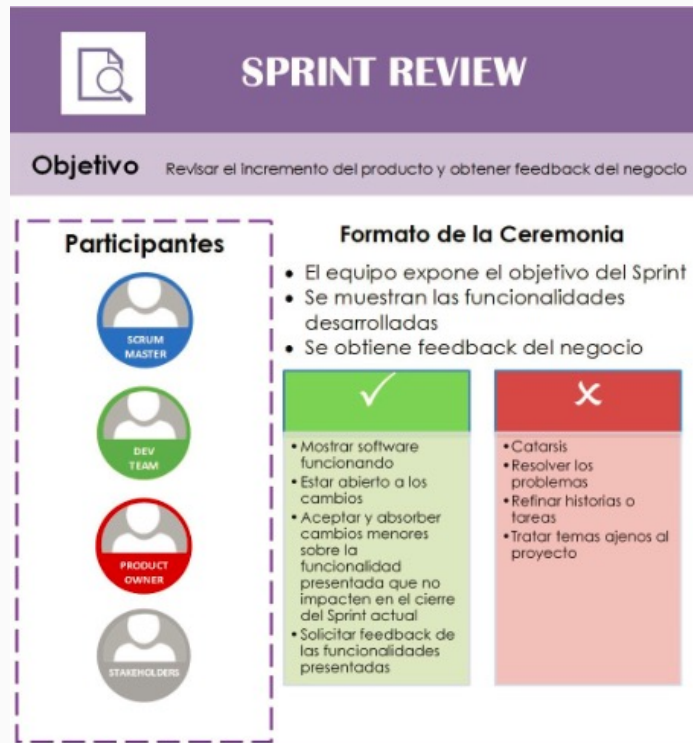 SPRINT REVIEW
Objetivo Revisar el incremento del producto y obtener feedback del negocio
Participantes
SCRUM
MASTER
DEV
TEAM
PRODUCT
OWNER
STAKEHOLDERS
Formato de la Ceremonia
• El equipo expone el objetivo del Sprint
• Se muestran las funcionalidades
desarrolladas
• Se obtiene feedback del negocio
• Mostrar software
funcionando
• Estar abierto a los
cambios
• Aceptar y absorber
cambios menores
sobre la
funcionalidad
presentada que no
impacten en el cierre
del Sprint actual
• Solicitar feedback de
las funcionalidades
presentadas
• Catarsis
• Resolver los
problemas
• Refinar historias o
tareas
• Tratar temas ajenos al
proyecto